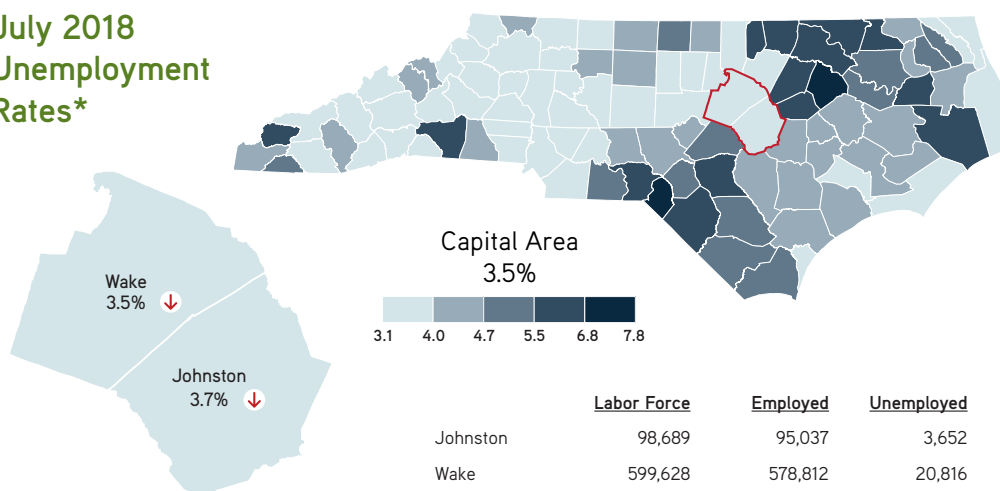 July 2018
Unemployment
Rates*
Capital Area
3.5%
3.1 4.0 4.7 5.5 6.8 7.8
Wake
3.5%
Johnston
3.7%
Labor Force Employed Unemployed
Johnston 98,689 95,037 3,652
Wake 599,628 578,812 20,816